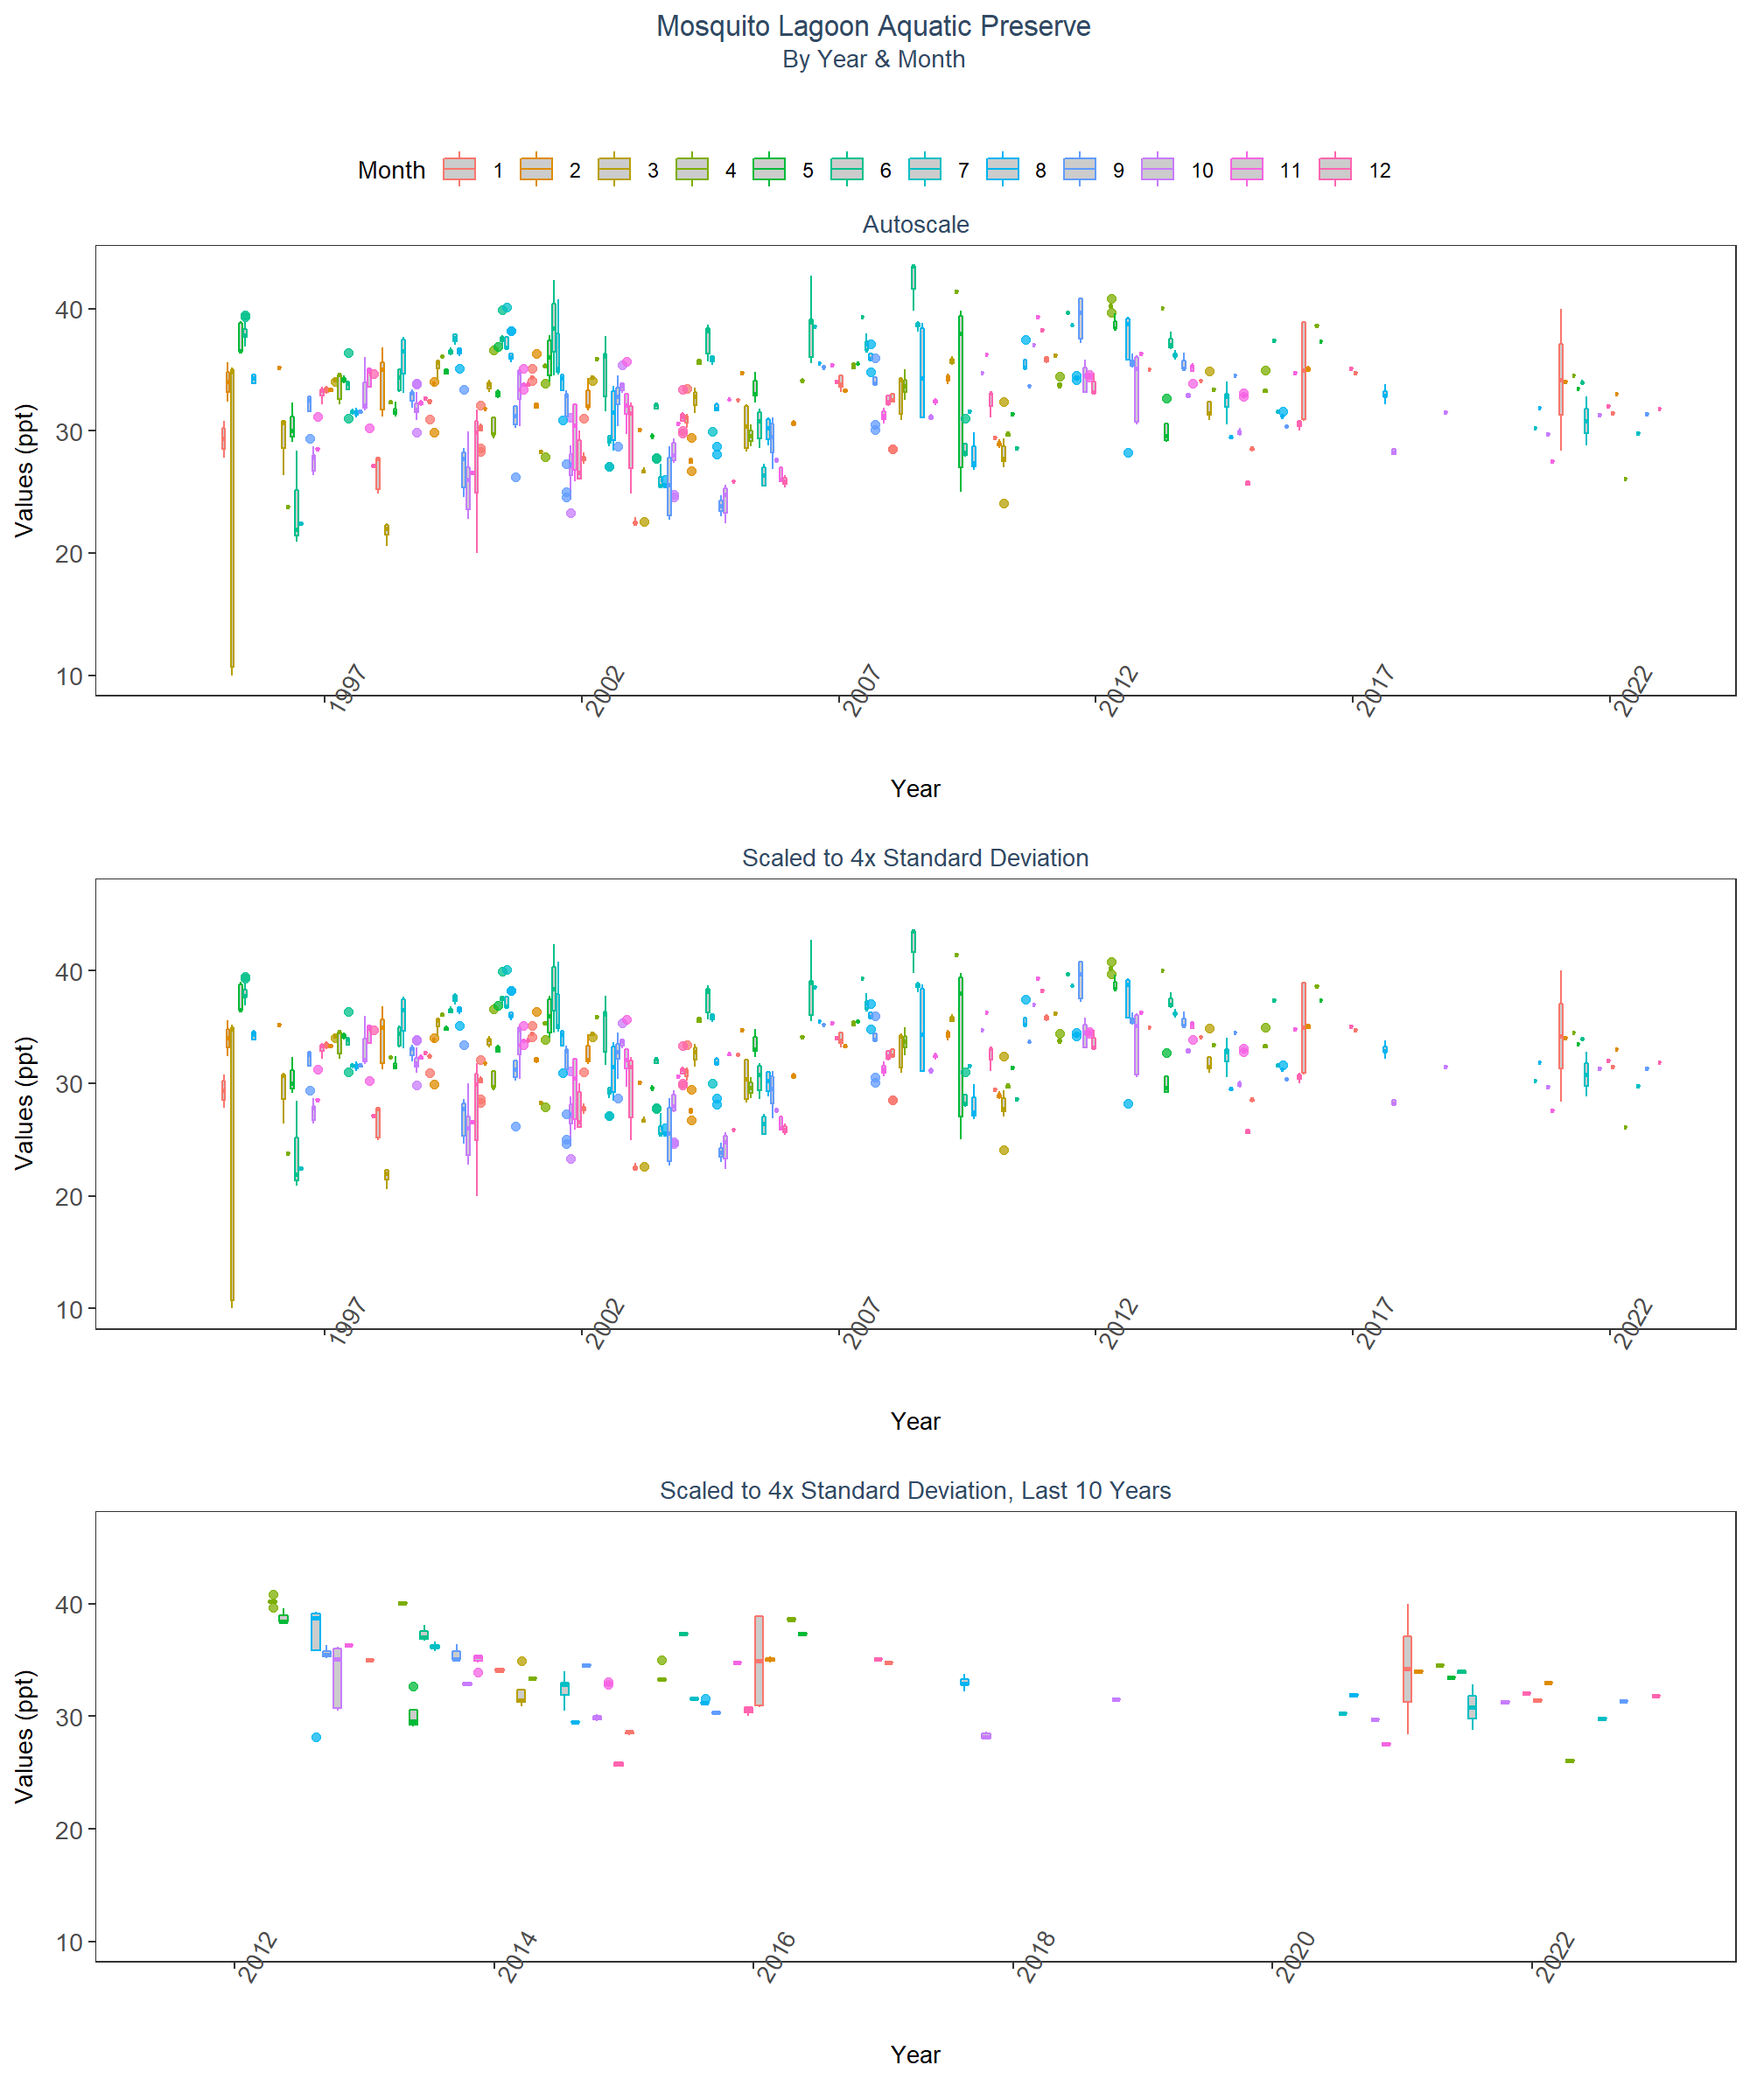 Mosquito Lagoon Aquatic Preserve
By Year & Month
Month 1 2 3 4 5 6 7 8 9 10 11 12
Autoscale
Values (ppt)
40
30
20
10
1997 2002 2007 2012 2017 2022
Year
Scaled to 4x Standard Deviation
Values (ppt)
40
30
20
10
1997 2002 2007 2012 2017 2022
Year
Scaled to 4x Standard Deviation, Last 10 Years
Values (ppt)
40
30
20
10
2012 2014 2016 2018 2020 2022
Year